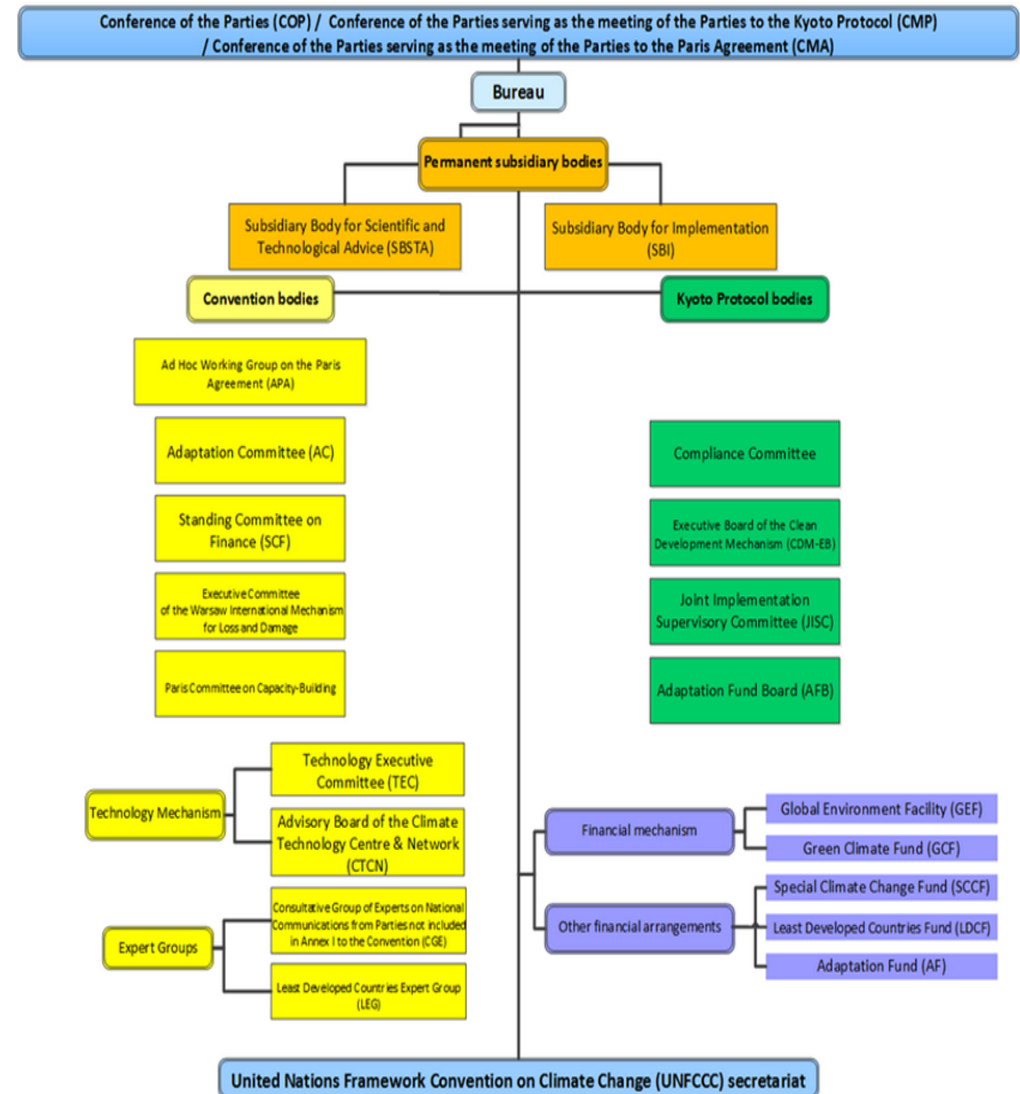 Conference of the Parties (COP) / Conference of the Parties serving as the meeting of the Parties to the Kyoto Protocol (CMP)
/ Conference of the Parties serving as the meeting of the Parties to the Paris Agreement (CMA)
Bureau
Permanent subsidiary bodies
Subsidiary Body for Scientific and
Technological Advice (SBSTA)
Subsidiary Body for Implementation
(SBI)
Convention bodies
Kyoto Protocol bodies
Ad Hoc Working Group on the Paris
Agreement (APA)
Adaptation Committee (AC)
Compliance Committee
Standing Committee on
Finance (SCF)
Executive Board of the Clean
Development Mechanism (CDM-EB)
Executive Committee
of the Warsaw International Mechanism
for Loss and Damage
Joint Implementation
Supervisory Committee (JISC)
Paris Committee on Capacity-Building
Adaptation Fund Board (AFB)
Technology Mechanism
Technology Executive
Committee (TEC)
Advisory Board of the Climate
Technology Centre & Network
(CTCN)
Financial mechanism
Global Environment Facility (GEF)
Green Climate Fund (GCF)
Expert Groups
Consultative Group of Experts on National
Communications from Parties not included
in Annex I to the Convention (CGE)
Least Developed Countries Expert Group
(LEG)
Other financial arrangements
Special Climate Change Fund (SCCF)
Least Developed Countries Fund (LDCF)
Adaptation Fund (AF)
United Nations Framework Convention on Climate Change (UNFCCC) secretariat